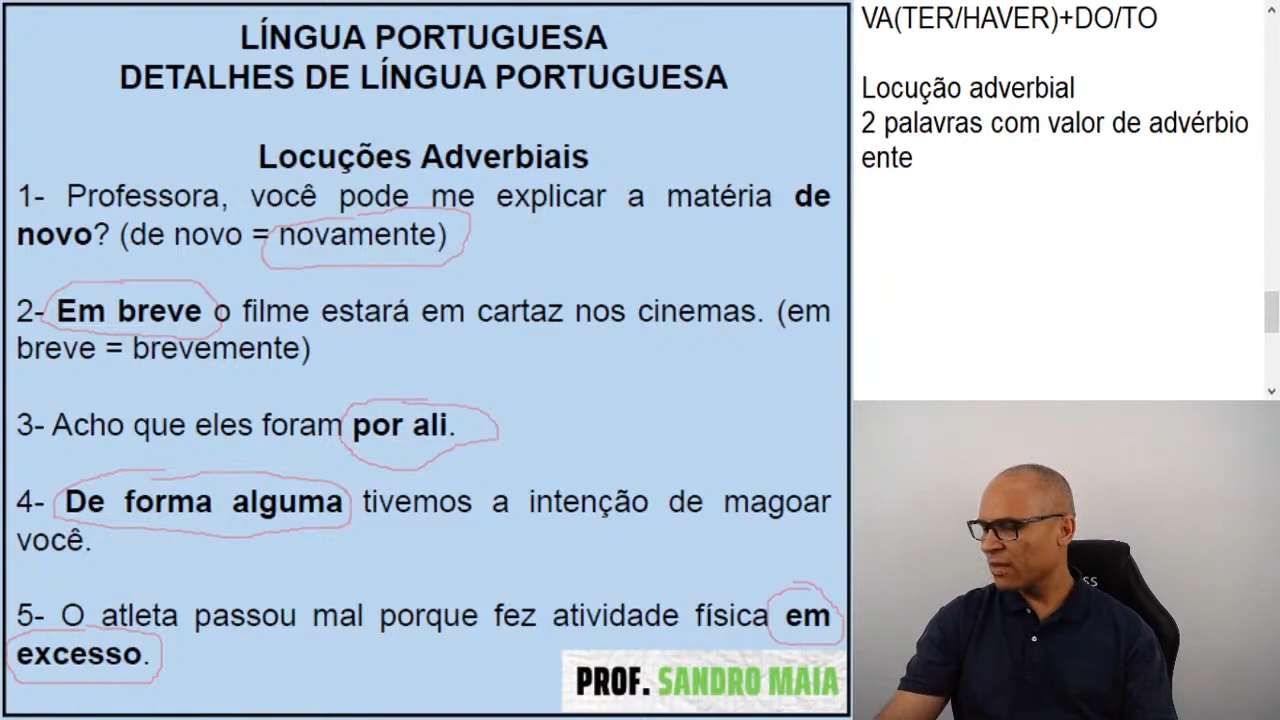 LÍNGUA PORTUGUESA
DETALHES DE LÍNGUA PORTUGUESA
Locuções Adverbiais
1- Professora, você pode me explicar a matéria de
novo? (de novo = novamente)
2- Em breve o filme estará em cartaz nos cinemas. (em
breve = brevemente)
3- Acho que eles foram por ali.
4- De forma alguma tivemos a intenção de magoar
você.
5- O atleta passou mal porque fez atividade física em
excesso.
PROF. SANDRO MAIA
VA(TER/HAVER)+DO/TO
Locução adverbial
2 palavras com valor de advérbio
ente